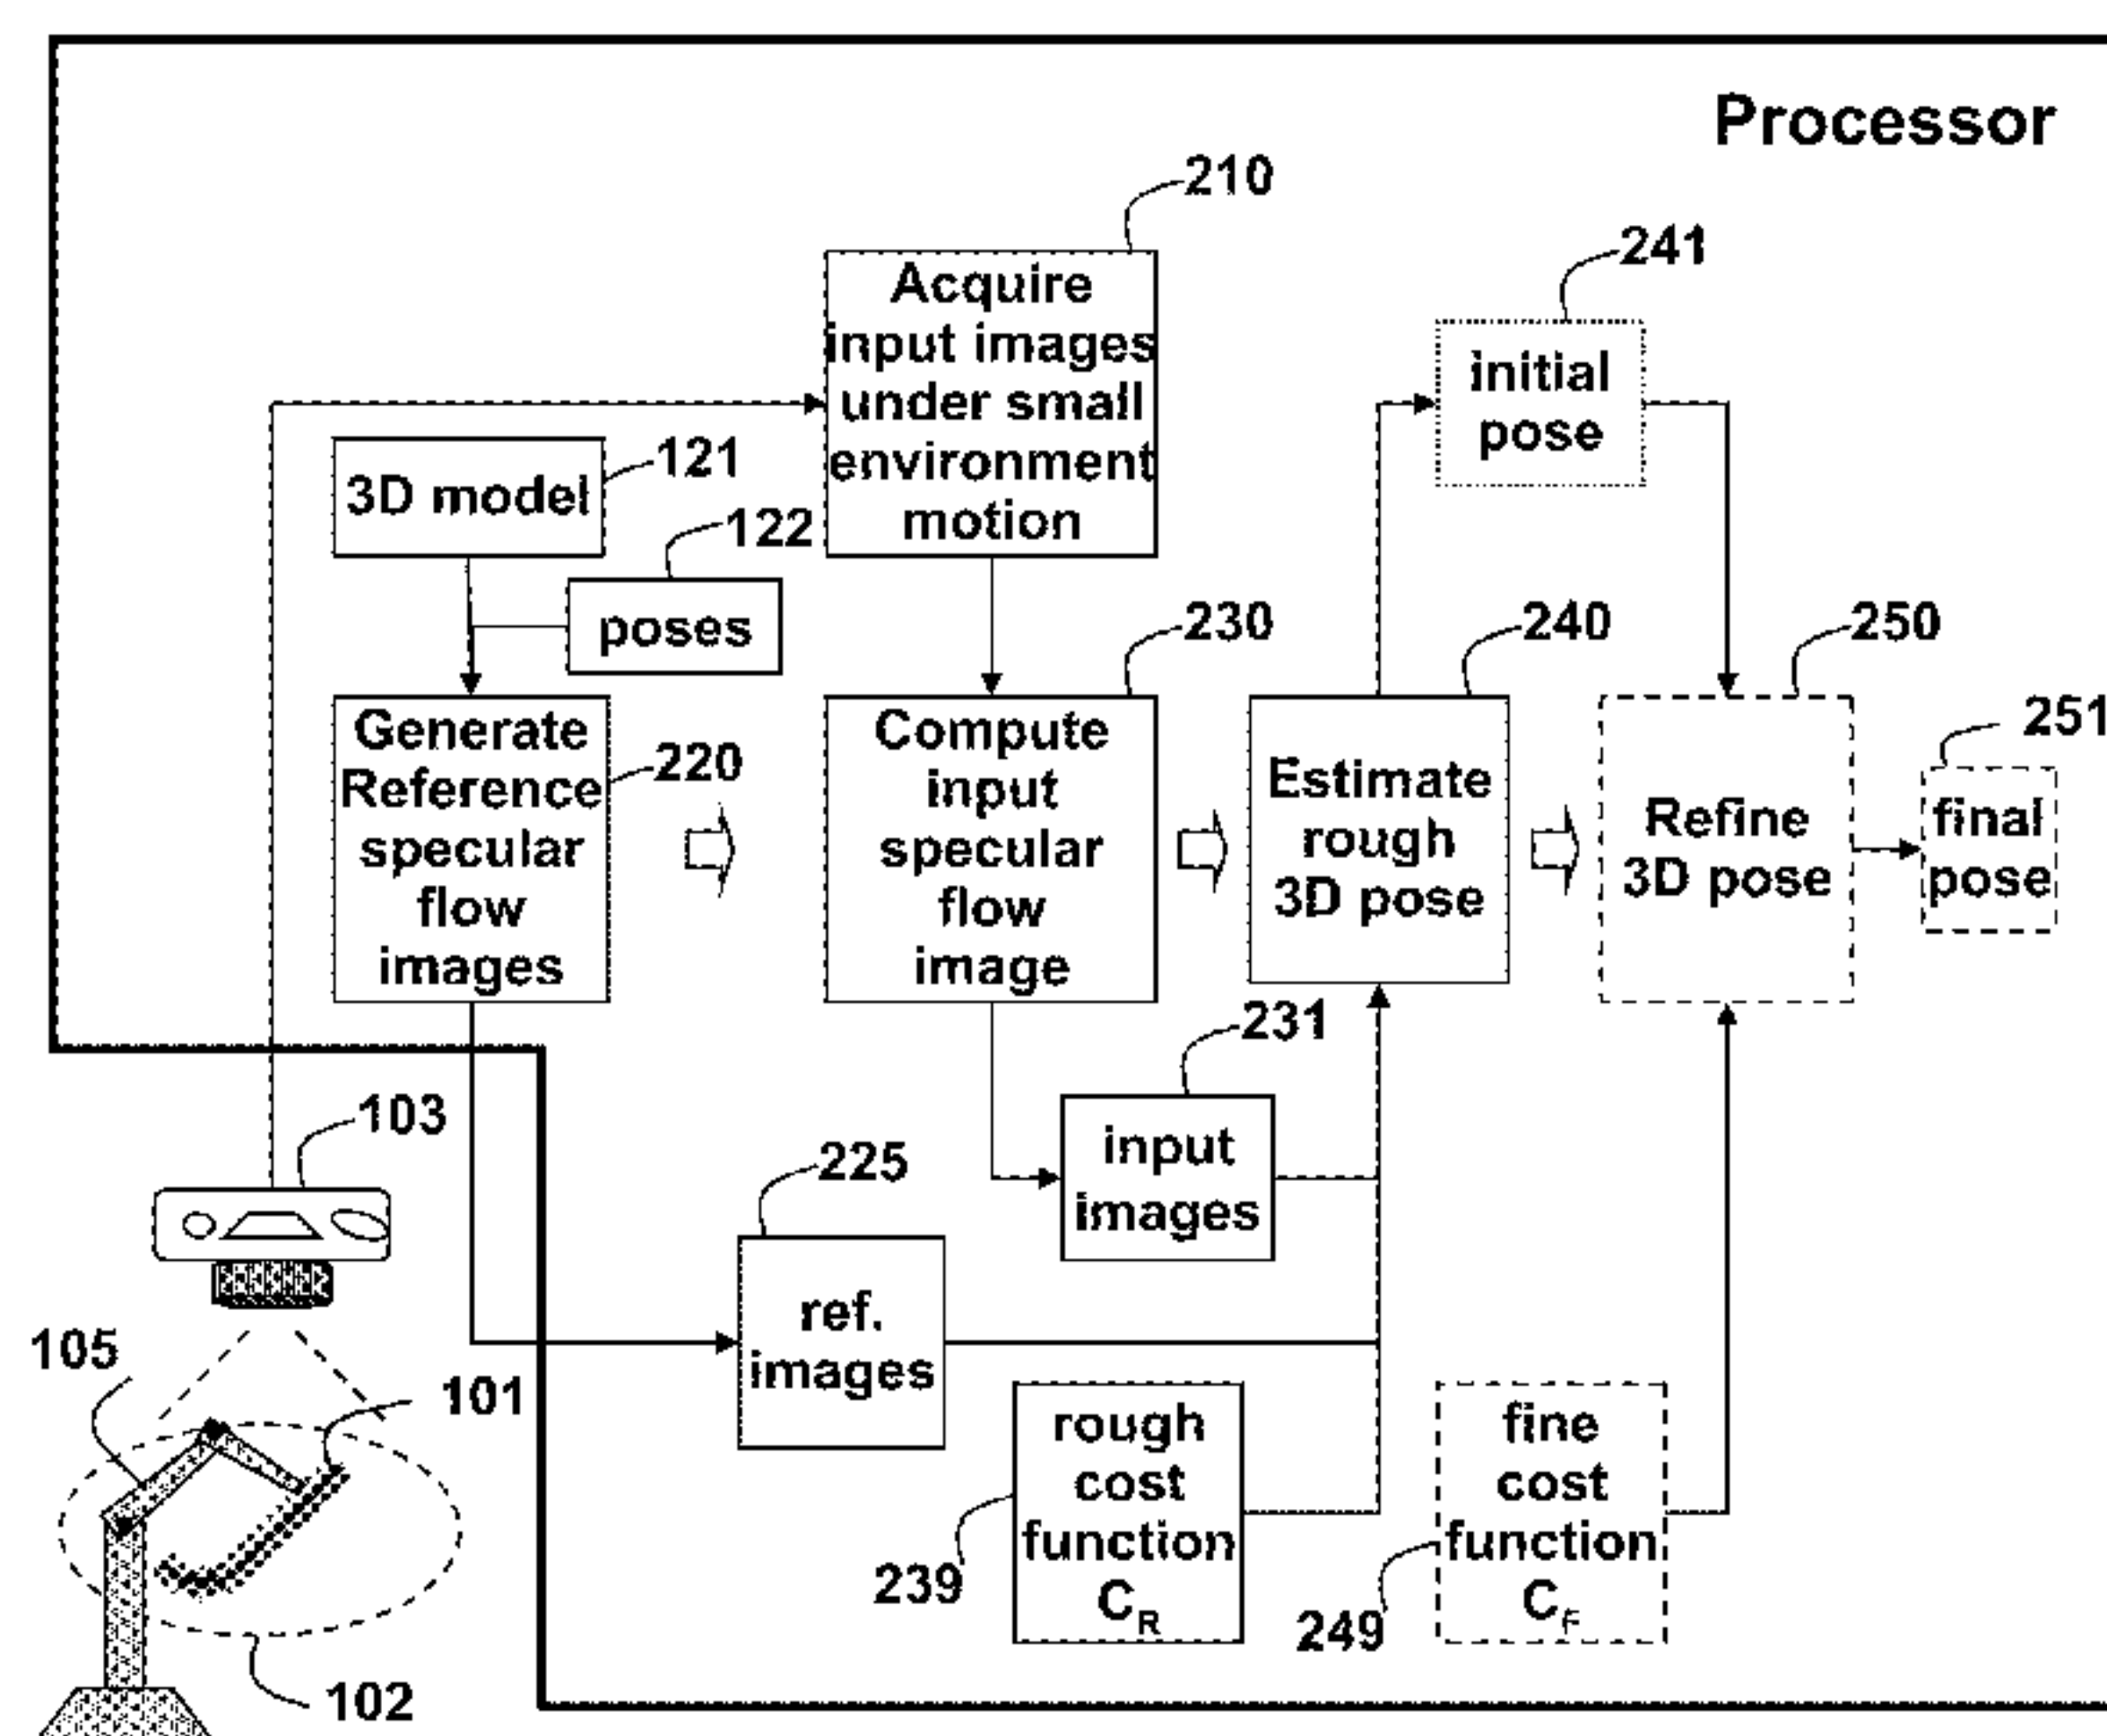 Processor
210
241
Acquire
input images
under small
environment
motion
initial
pose
121
3D model
122
poses
230
240
250
251
Generate
Reference
specular
flow
images
220
Compute
input
specular
flow
image
Estimate
rough
3D pose
Refine
3D pose
final
pose
231
103
225
input
images
105
101
ref.
images
rough
cost
function
C_R
239
fine
cost
function
C_F
249
102